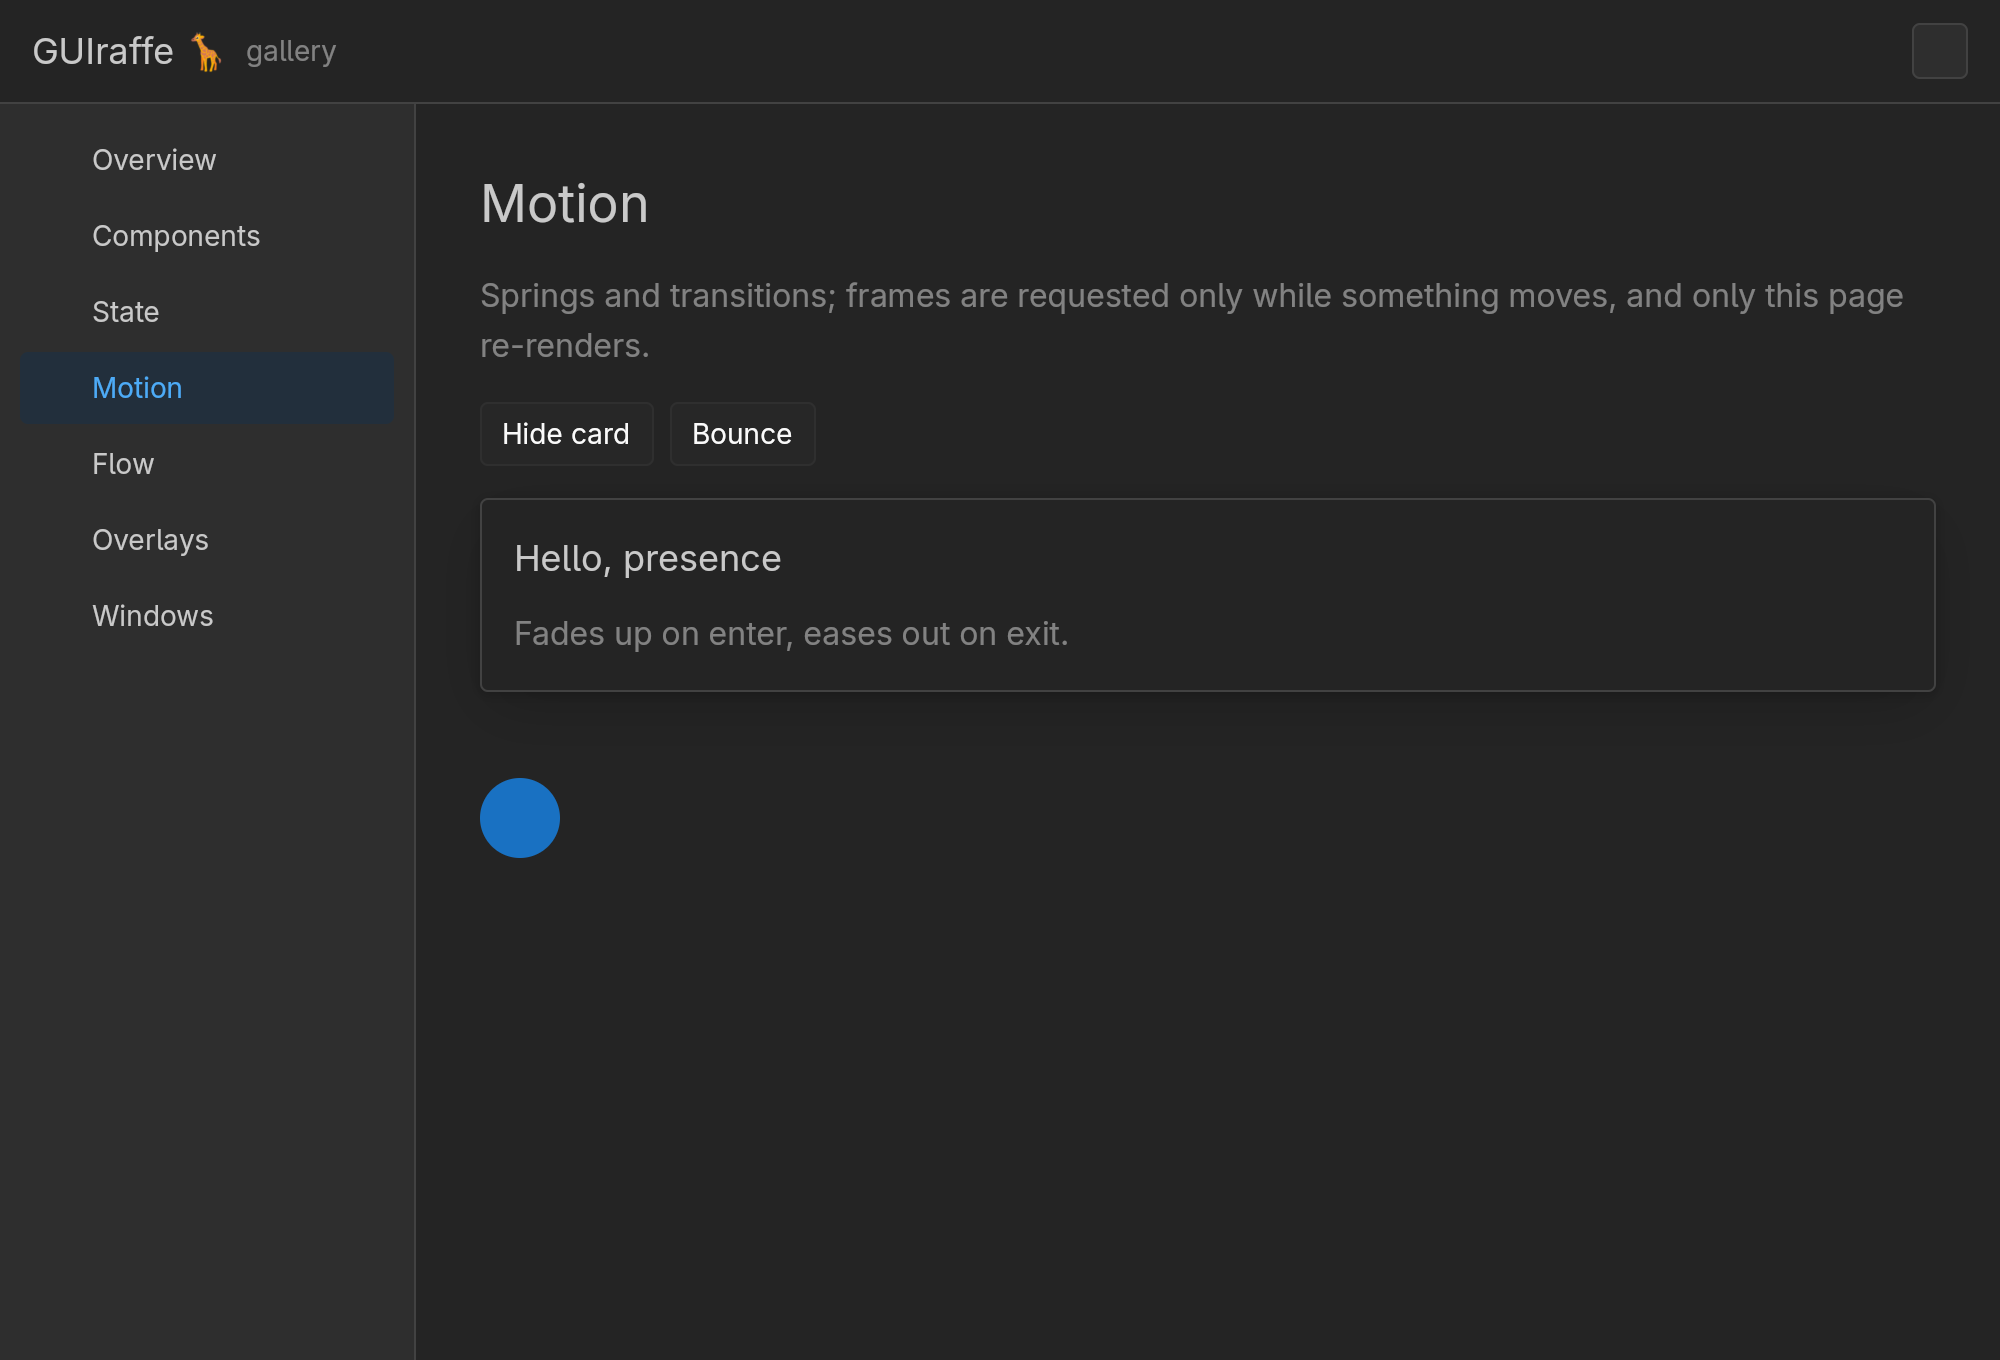 GUIraffe 🦒 gallery
Overview
Components
State
Motion
Flow
Overlays
Windows
Motion
Springs and transitions; frames are requested only while something moves, and only this page
re-renders.
Hide card
Bounce
Hello, presence
Fades up on enter, eases out on exit.